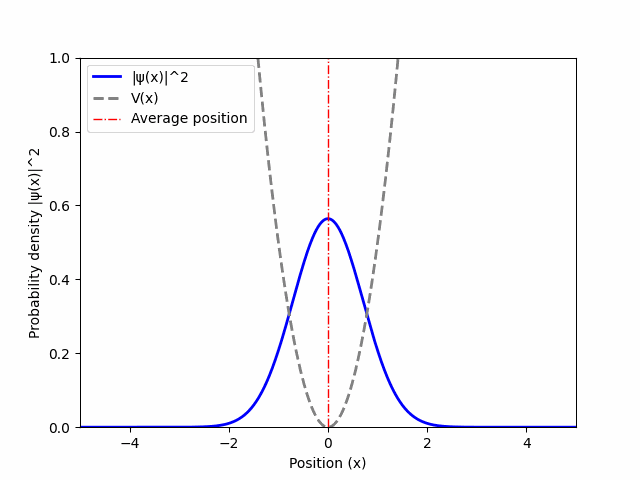 |ψ(x)|^2
V(x)
Average position
Probability density |ψ(x)|^2
1.0
0.8
0.6
0.4
0.2
0.0
−4
−2
0
2
4
Position (x)